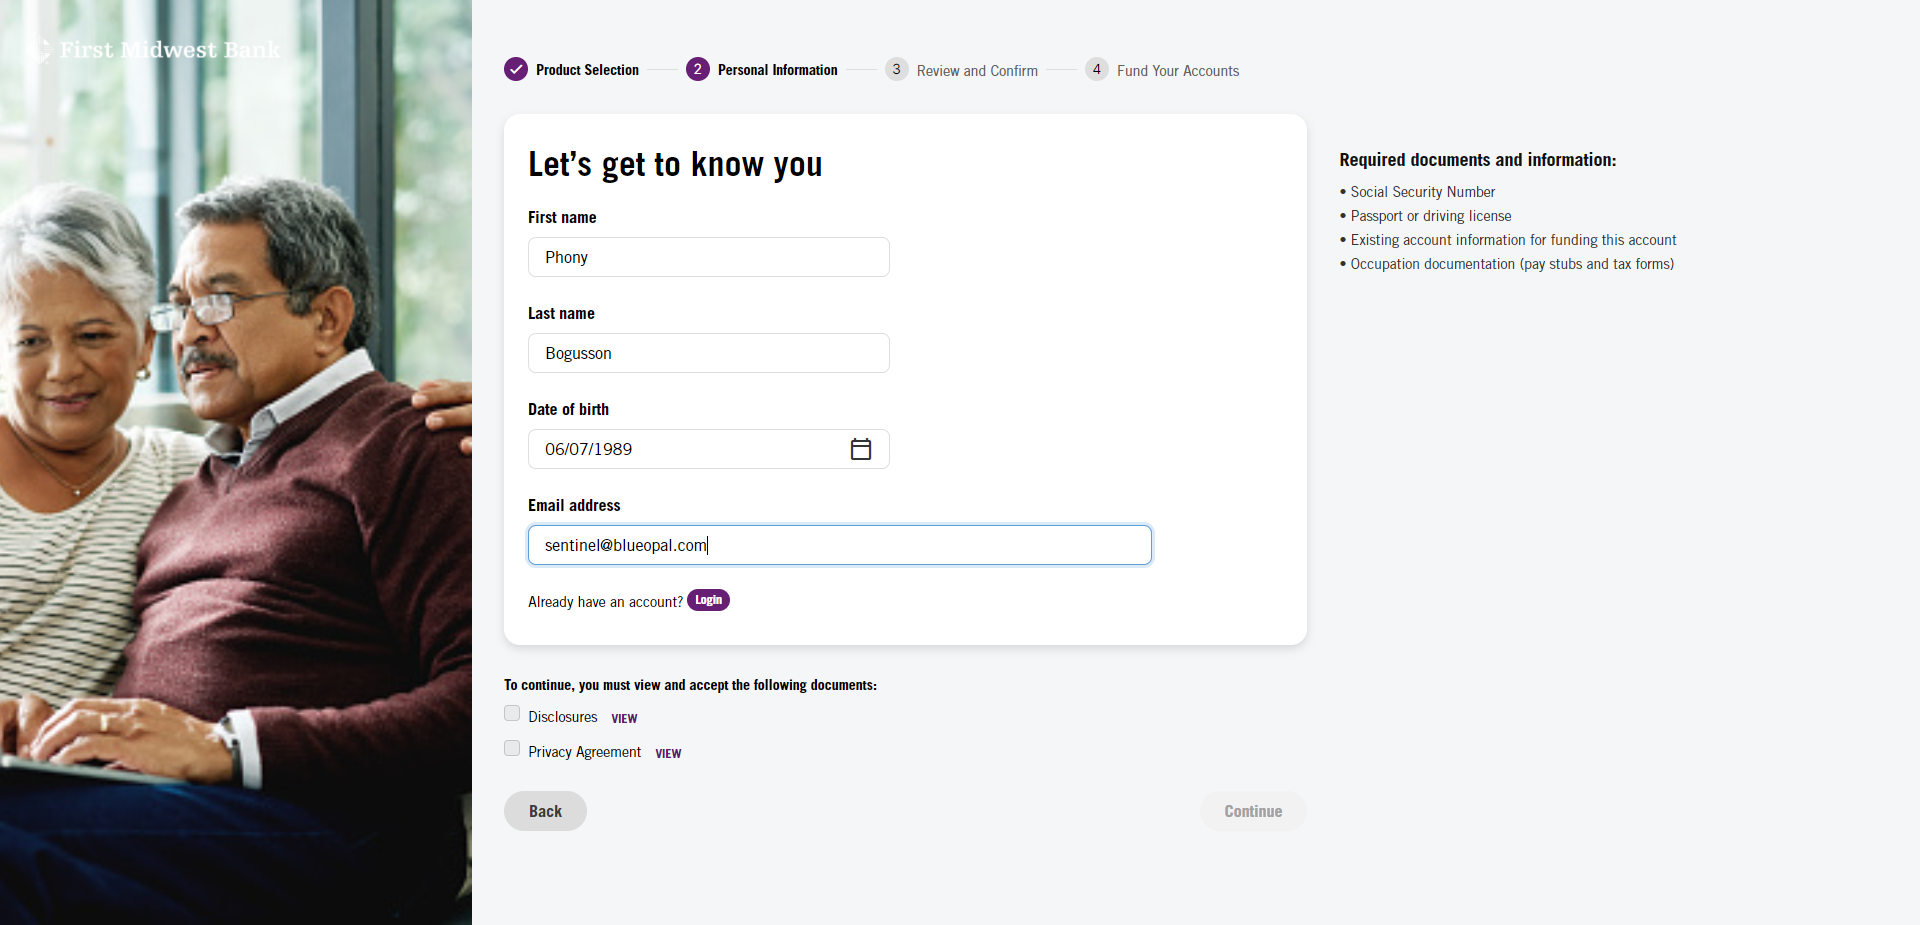 First Midwest Bank
Product Selection
2 Personal Information
3 Review and Confirm
4 Fund Your Accounts
Let's get to know you
First name
Phony
Last name
Bogusson
Date of birth
06/07/1989
Email address
sentinel@blueopal.com
Already have an account? Login
To continue, you must view and accept the following documents:
Disclosures VIEW
Privacy Agreement VIEW
Back
Continue
Required documents and information:
• Social Security Number
• Passport or driving license
• Existing account information for funding this account
• Occupation documentation (pay stubs and tax forms)